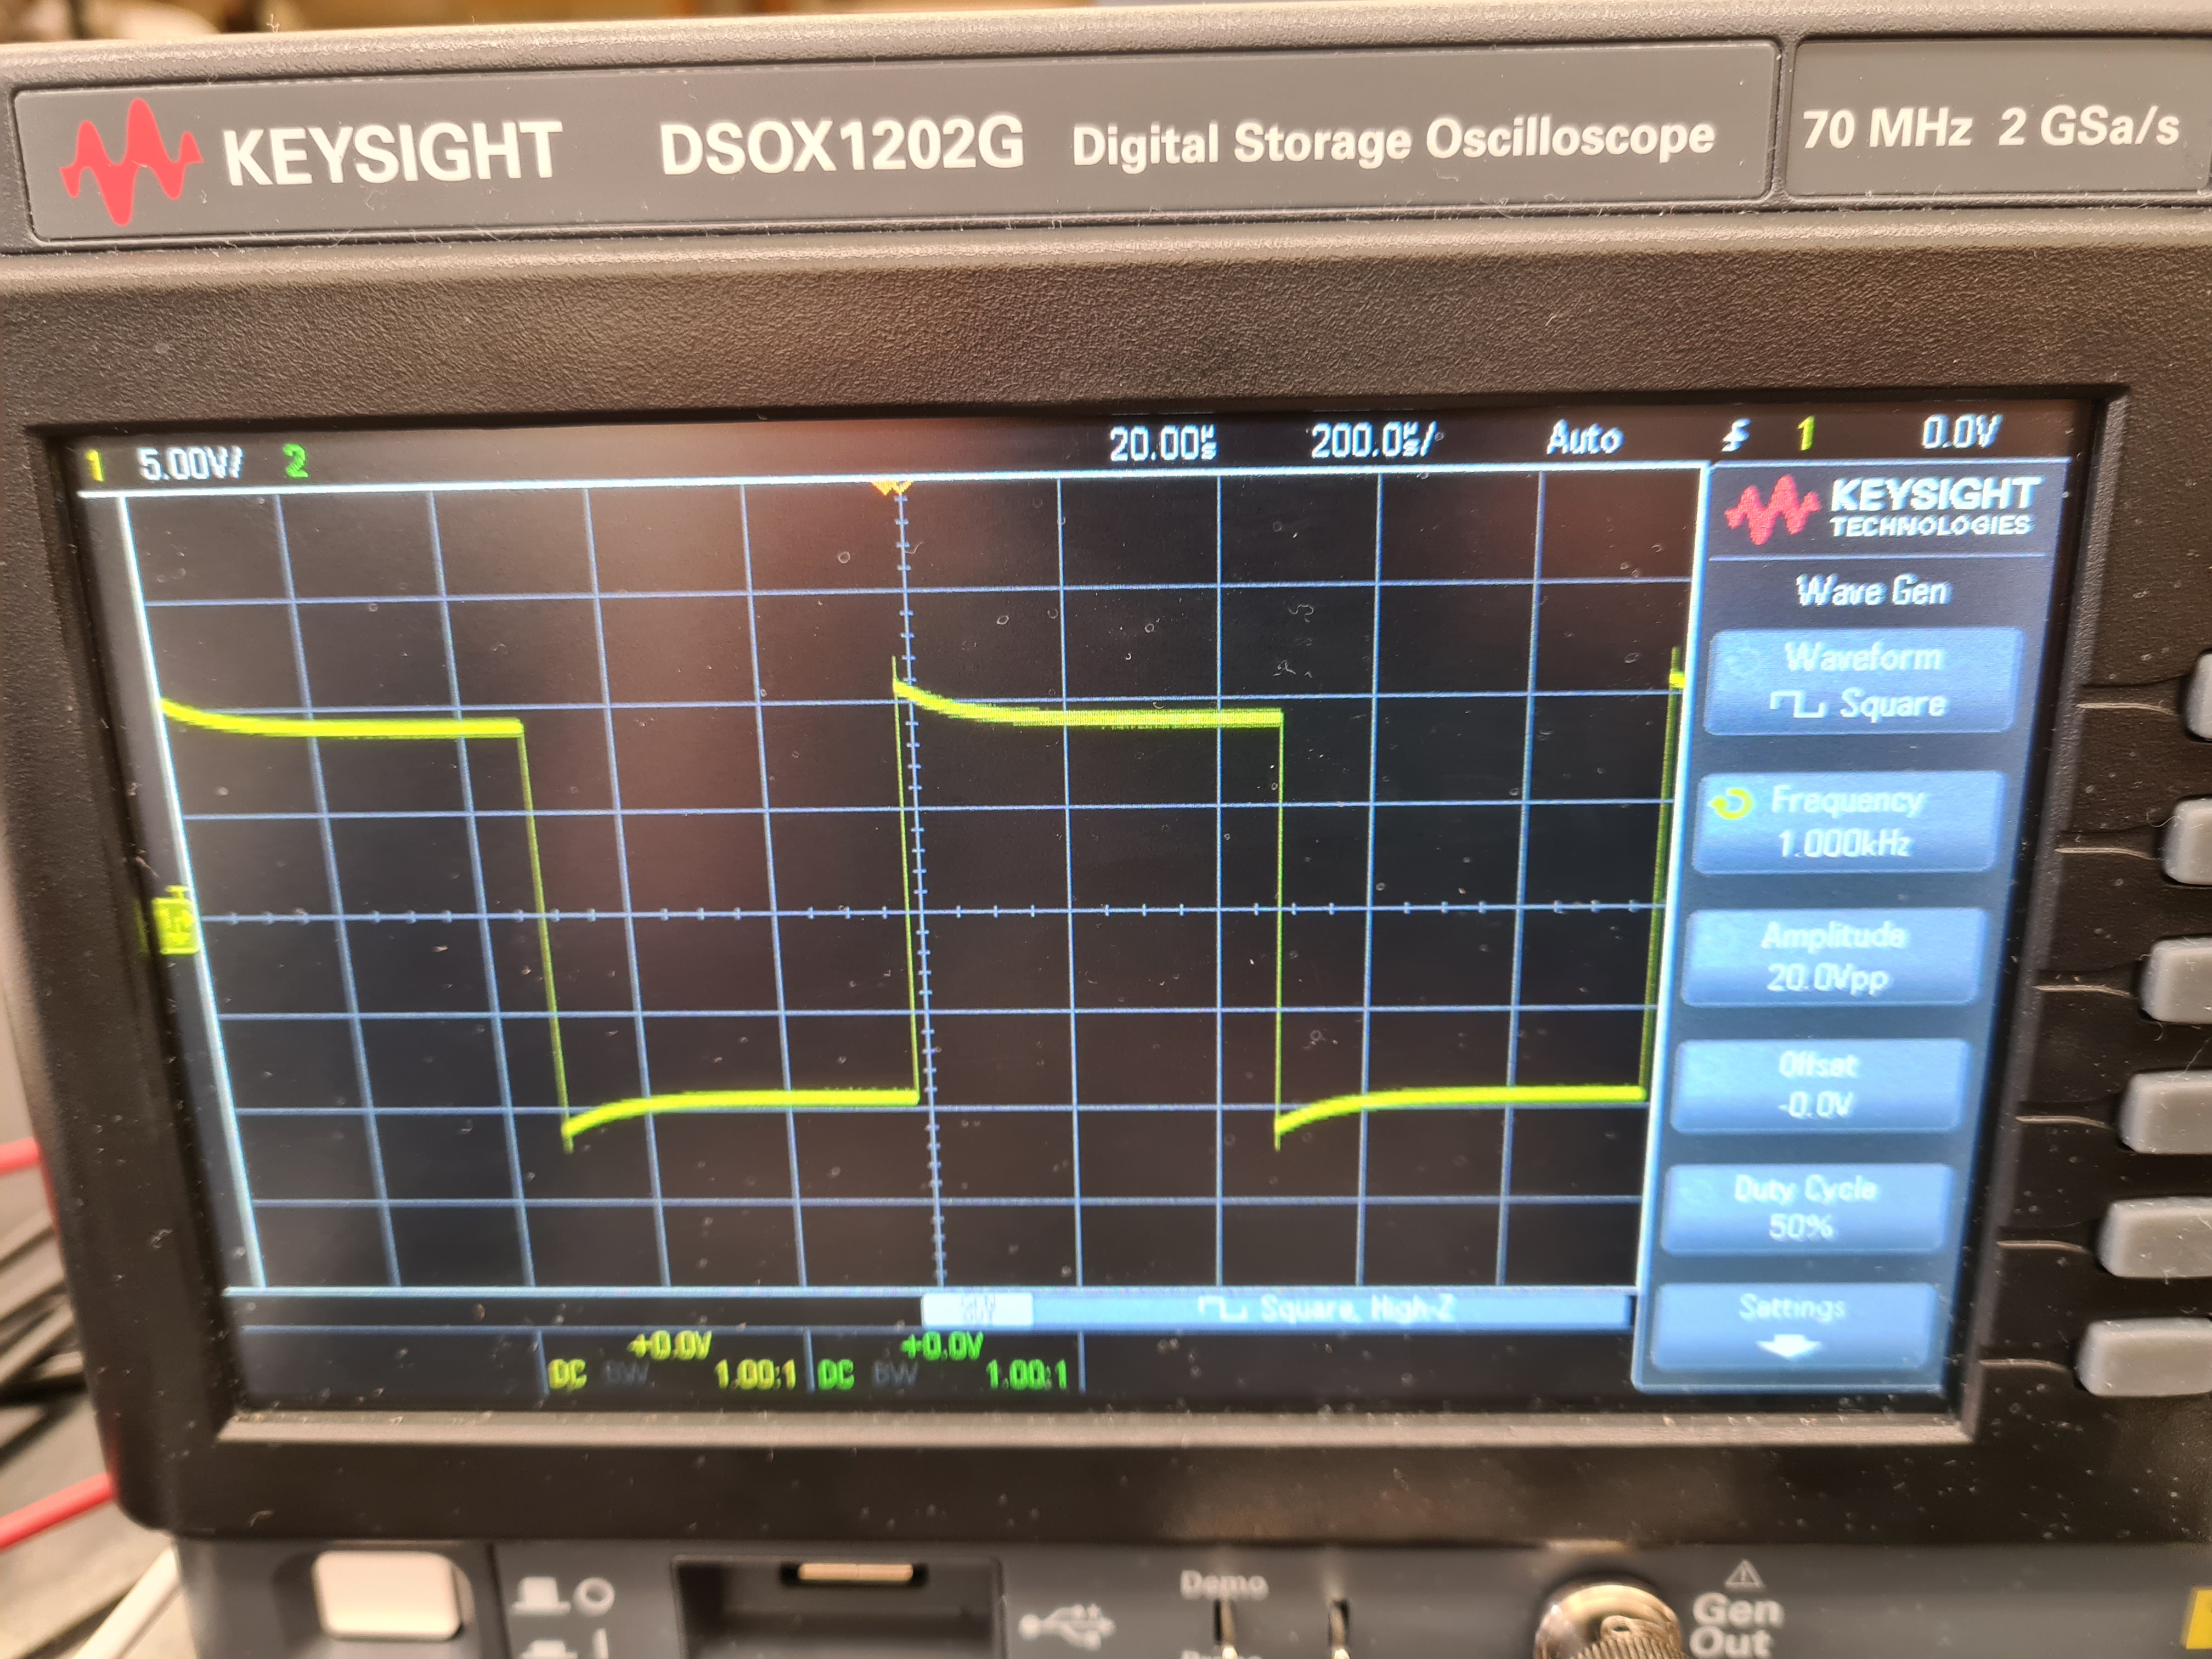 KEYSIGHT DSOX1202G Digital Storage Oscilloscope 70 MHz 2 GSa/s
1 5.00V/ 2 20.00µs 200.0µs/ Auto 1 0.0V
KEYSIGHT
TECHNOLOGIES
Wave Gen
Waveform
Square
Frequency
1.000kHz
Amplitude
20.0Vpp
Offset
-0.0V
Duty Cycle
50%
Settings
Square, High-Z
+0.0V +0.0V
DC BW 1.00:1 DC BW 1.00:1
Demo
Gen
Out